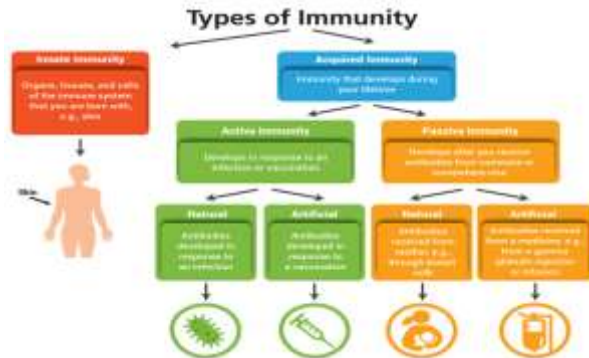 Types of Immunity
Innate Immunity
Organs, tissues, and cells
of the immune system
that you are born with,
e.g., skin
Skin
Acquired Immunity
Immunity that develops during
your lifetime
Active Immunity
Develops in response to an
infection or vaccination
Passive Immunity
Develops after you receive
antibodies from someone or
somewhere else
Natural
Antibodies
developed in
response to
an infection
Artificial
Antibodies
developed in
response to
a vaccination
Natural
Antibodies
received from
mother, e.g.,
through breast
milk
Artificial
Antibodies received
from a medicine, e.g.,
from a gamma
globulin injection
or infusion